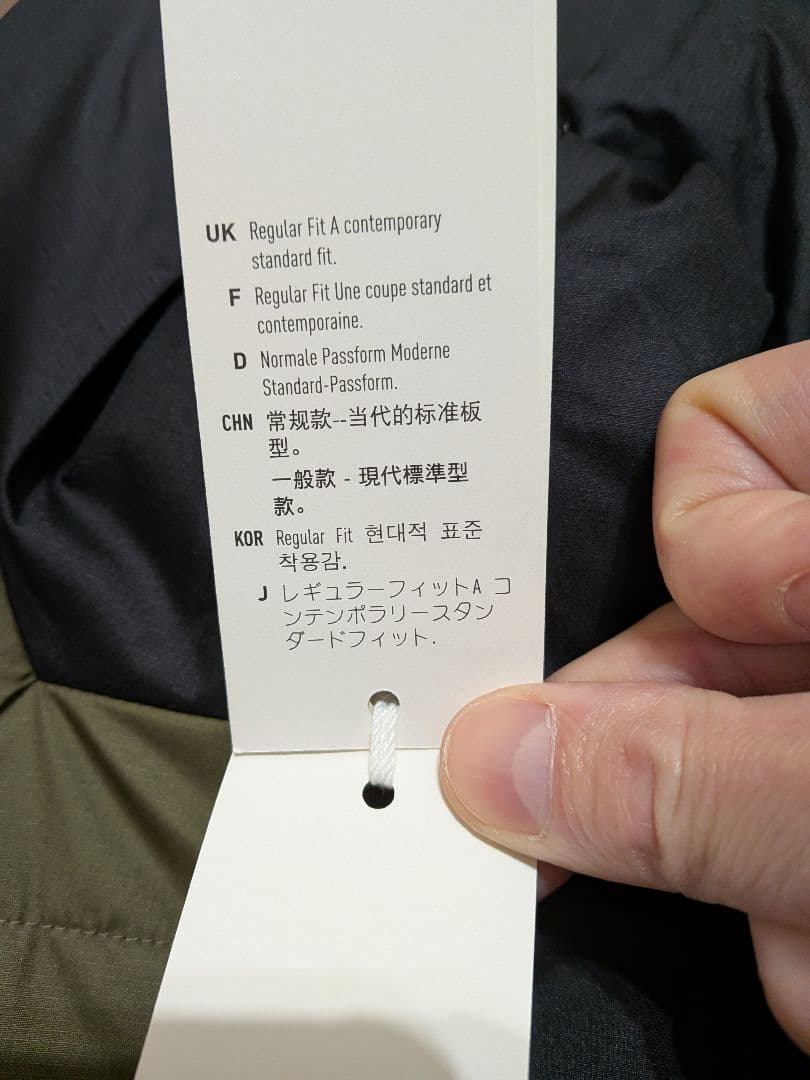 UK Regular Fit A contemporary
standard fit.
F Regular Fit Une coupe standard et
contemporaine.
D Normale Passform Moderne
Standard-Passform.
CHN 常规款--当代的标准板
型。
一般款 - 現代標準型
款。
KOR Regular Fit 현대적 표준
착용감.
J レギュラーフィットA コ
ンテンポラリースタン
ダードフィット.